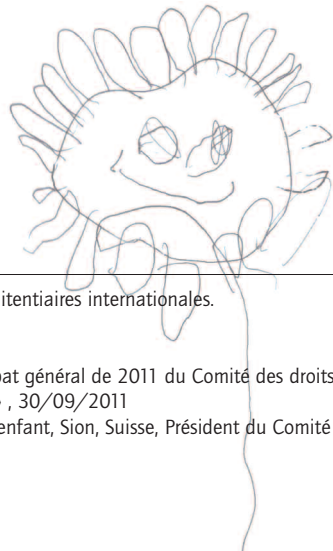 itentiaires internationales.
bat général de 2011 du Comité des droits
, 30/09/2011
enfant, Sion, Suisse, Président du Comité